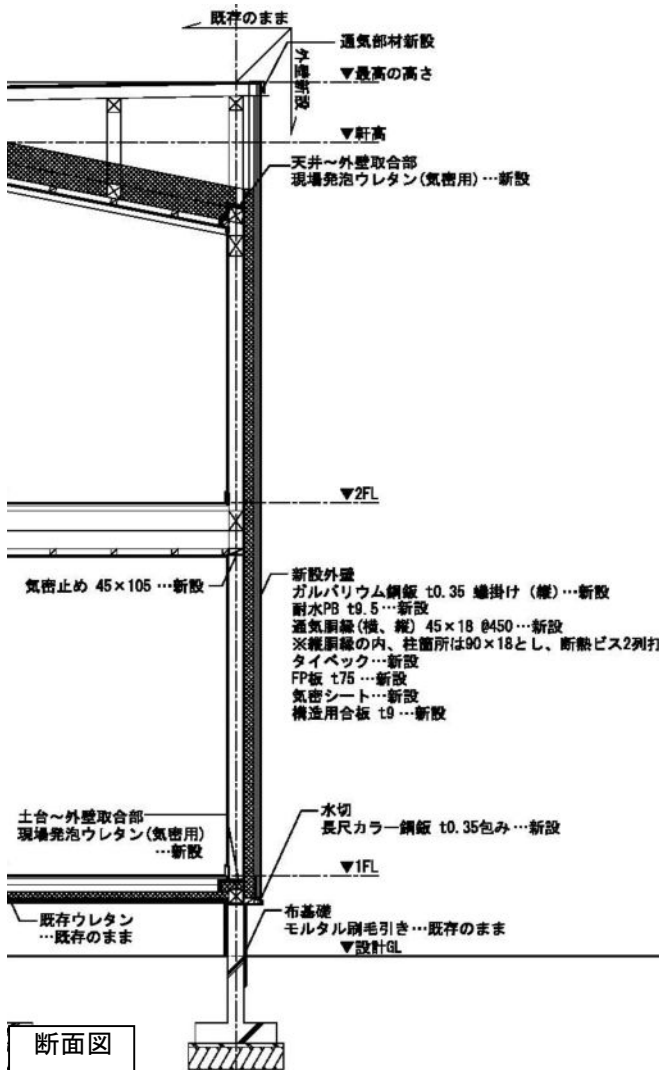 既存のまま
通気部材新設
外壁新設
▼最高の高さ
▼軒高
天井～外壁取合部
現場発泡ウレタン(気密用)…新設
▼2FL
気密止め 45×105 …新設
新設外壁
ガルバリウム鋼鈑 t0.35 蟻掛け (縦)…新設
耐水PB t9.5…新設
通気胴縁(横、縦) 45×18 @450…新設
※縦胴縁の内、柱箇所は90×18とし、断熱ビス2列打
タイベック…新設
FP板 t75 …新設
気密シート…新設
構造用合板 t9…新設
土台～外壁取合部
現場発泡ウレタン(気密用)
…新設
水切
長尺カラー鋼鈑 t0.35包み…新設
▼1FL
既存ウレタン
…既存のまま
布基礎
モルタル刷毛引き…既存のまま
▼設計GL
断面図